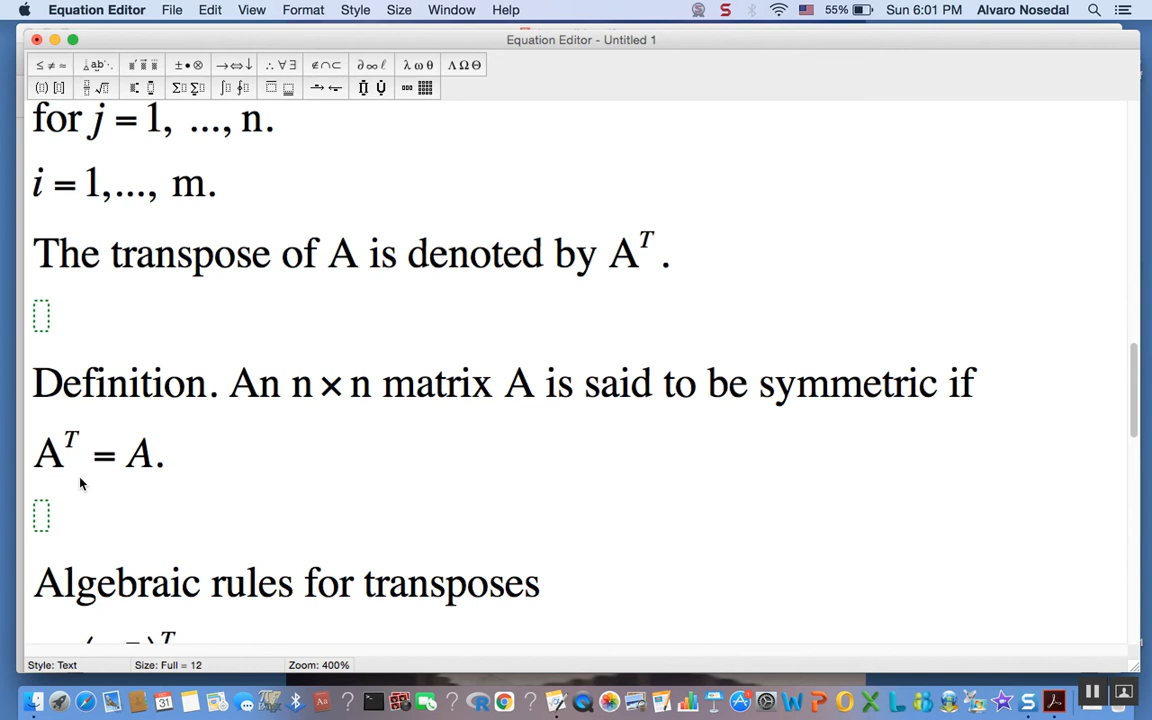 Equation Editor File Edit View Format Style Size Window Help 55% Sun 6:01 PM Alvaro Nosedal
Equation Editor - Untitled 1
for j = 1, ..., n.
i = 1,..., m.
The transpose of A is denoted by Aᵀ.
Definition. An n × n matrix A is said to be symmetric if
Aᵀ = A.
Algebraic rules for transposes
Style: Text Size: Full = 12 Zoom: 400%